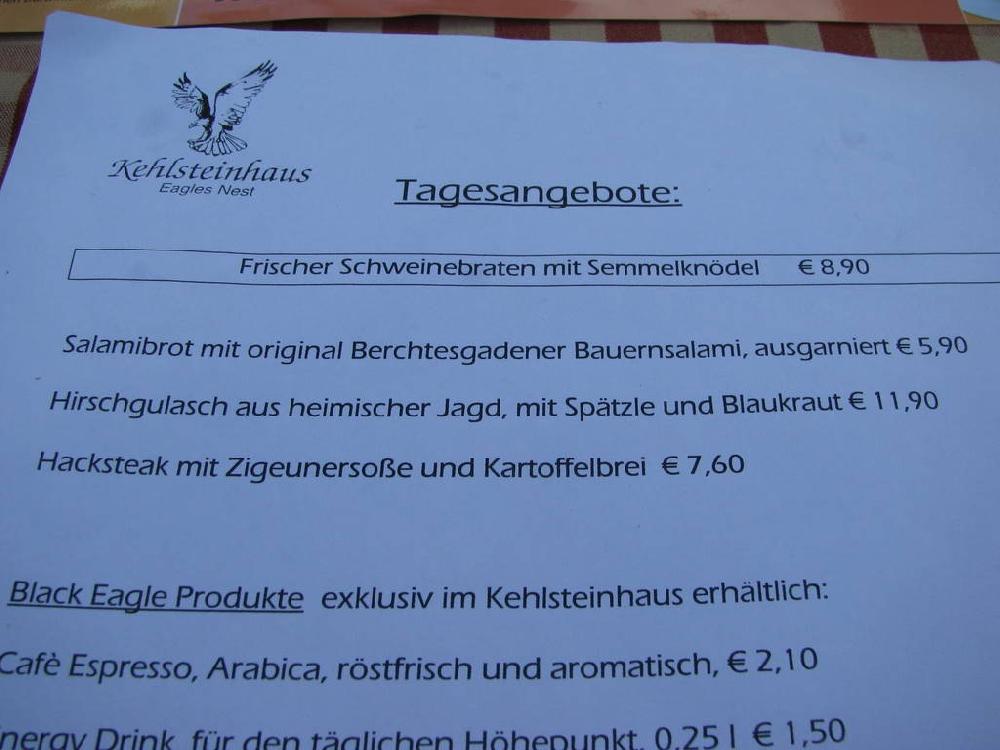 Kehlsteinhaus
Eagles Nest
Tagesangebote:
Frischer Schweinebraten mit Semmelknödel € 8,90
Salamibrot mit original Berchtesgadener Bauernsalami, ausgarniert € 5,90
Hirschgulasch aus heimischer Jagd, mit Spätzle und Blaukraut € 11,90
Hacksteak mit Zigeunersoße und Kartoffelbrei € 7,60
Black Eagle Produkte exklusiv im Kehlsteinhaus erhältlich:
Cafè Espresso, Arabica, röstfrisch und aromatisch, € 2,10
nergy Drink, für den täglichen Höhepunkt, 0,25 l € 1,50